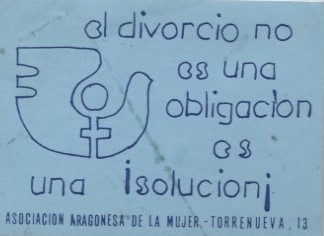 el divorcio no
es una
obligacion
es
una ¡solucion¡
ASOCIACION ARAGONESA DE LA MUJER - TORRENUEVA, 13